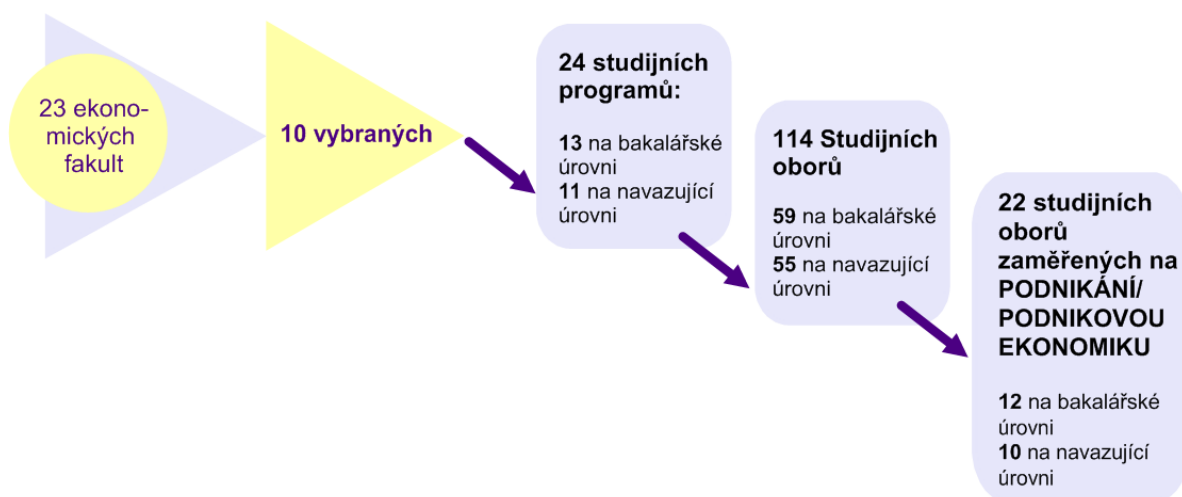 23 ekono-
mických
fakult
10 vybraných
24 studijních
programů:
13 na bakalářské
úrovni
11 na navazující
úrovni
114 Studijních
oborů
59 na bakalářské
úrovni
55 na navazující
úrovni
22 studijních
oborů
zaměřených na
PODNIKÁNÍ/
PODNIKOVOU
EKONOMIKU
12 na bakalářské
úrovni
10 na navazující
úrovni